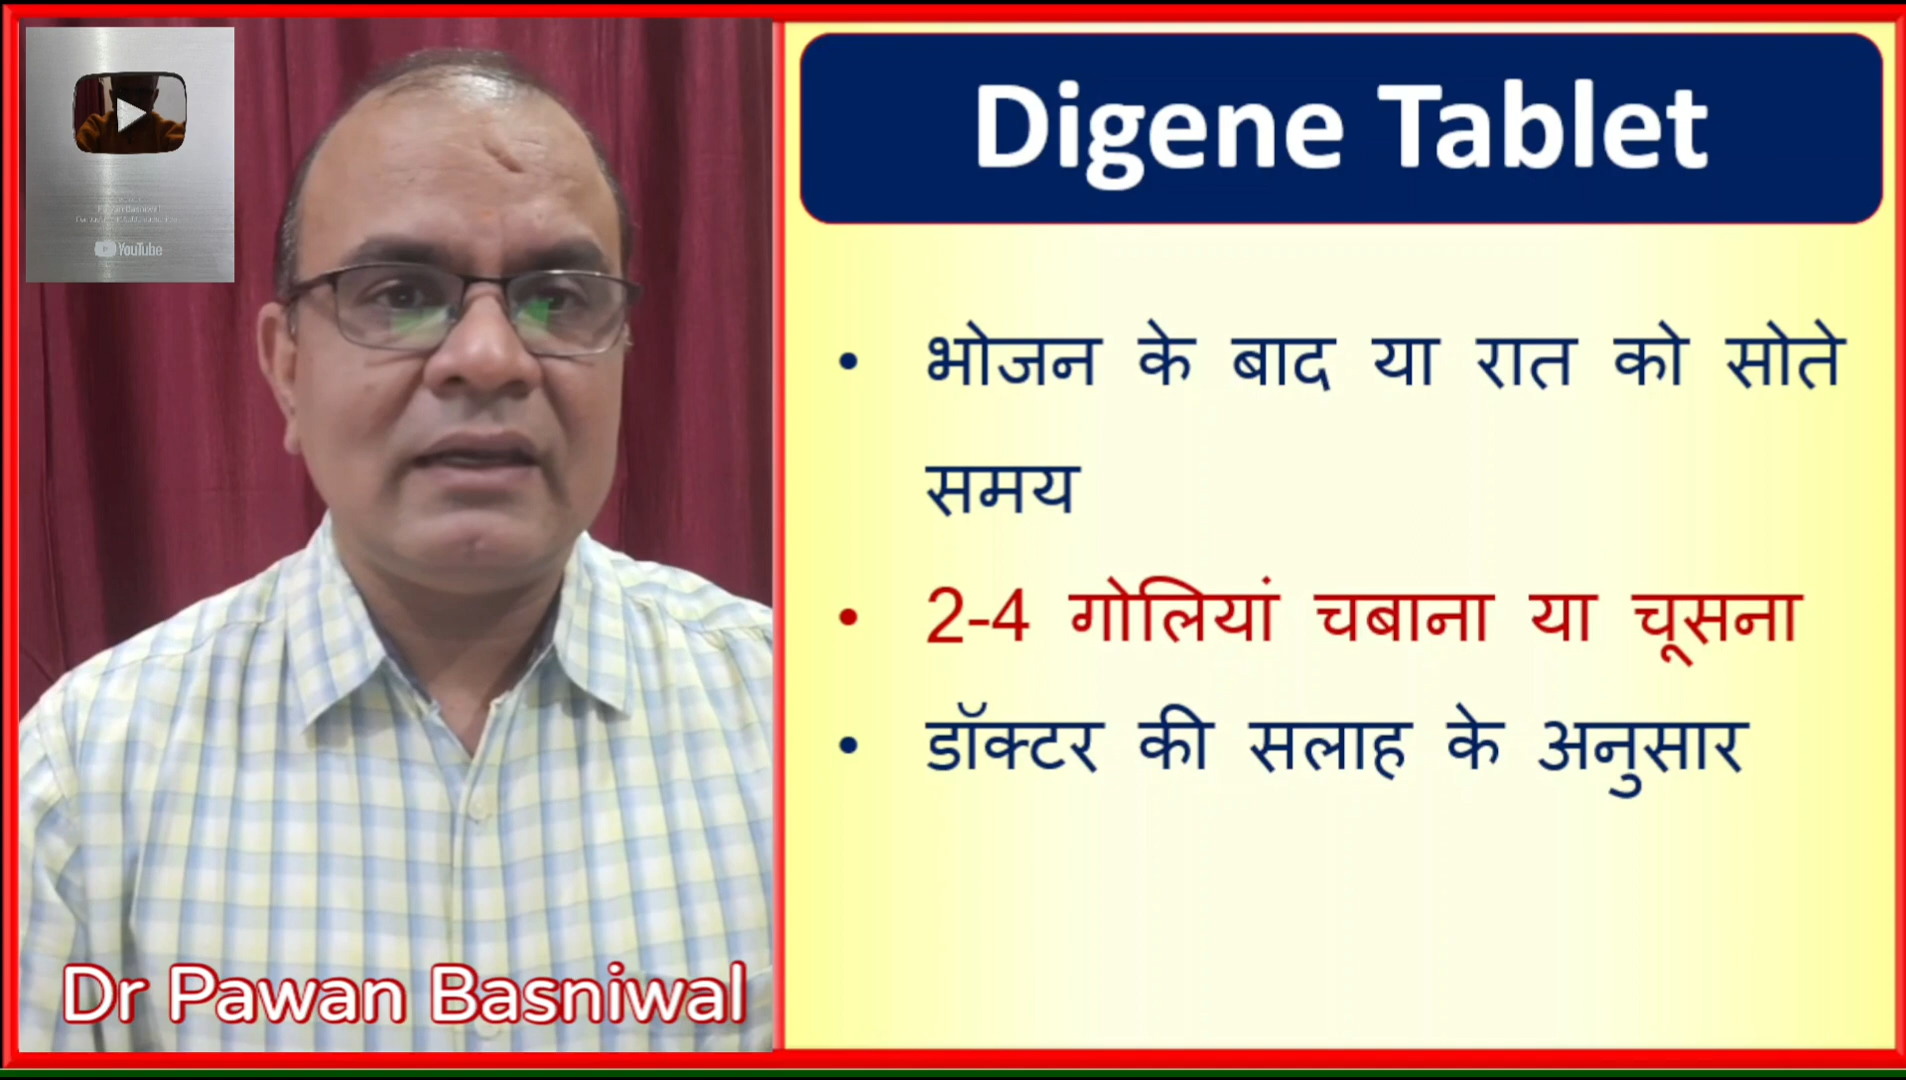 YouTube
Digene Tablet
• भोजन के बाद या रात को सोते
समय
• 2-4 गोलियां चबाना या चूसना
• डॉक्टर की सलाह के अनुसार
Dr Pawan Basniwal